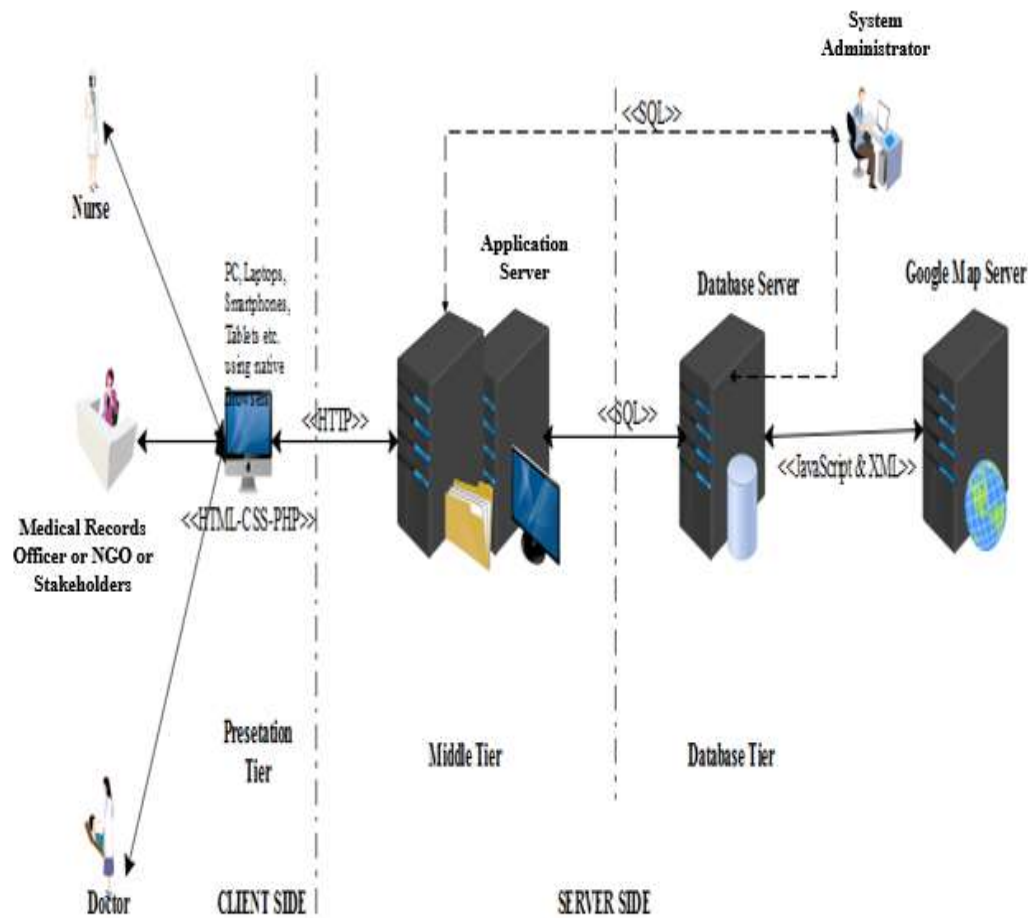 System
Administrator
<<SQL>>
Nurse
Application
Server
PC, Laptops,
Smartphones,
Tablets etc.
using native
Database Server
Google Map Server
<<HTTP>>
<<SQL>>
<<JavaScript & XML>>
<<HTML-CSS-PHP>>
Medical Records
Officer or NGO or
Stakeholders
Presetation
Tier
Middle Tier
Database Tier
Doctor
CLIENT SIDE
SERVER SIDE